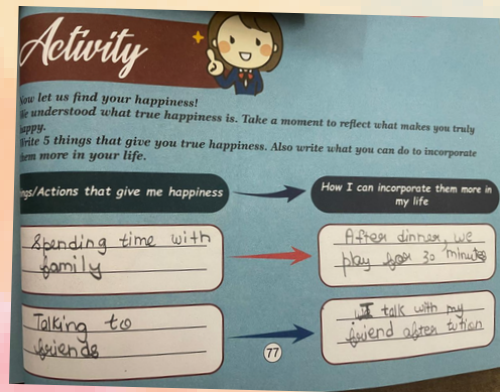 Activity
Now let us find your happiness!
We understood what true happiness is. Take a moment to reflect what makes you truly
happy.
Write 5 things that give you true happiness. Also write what you can do to incorporate
them more in your life.
ngs/Actions that give me happiness
How I can incorporate them more in
my life
Spending time with
family
After dinner, we
play for 30 minutes
Talking to
friends
I talk with my
friend after tution
77